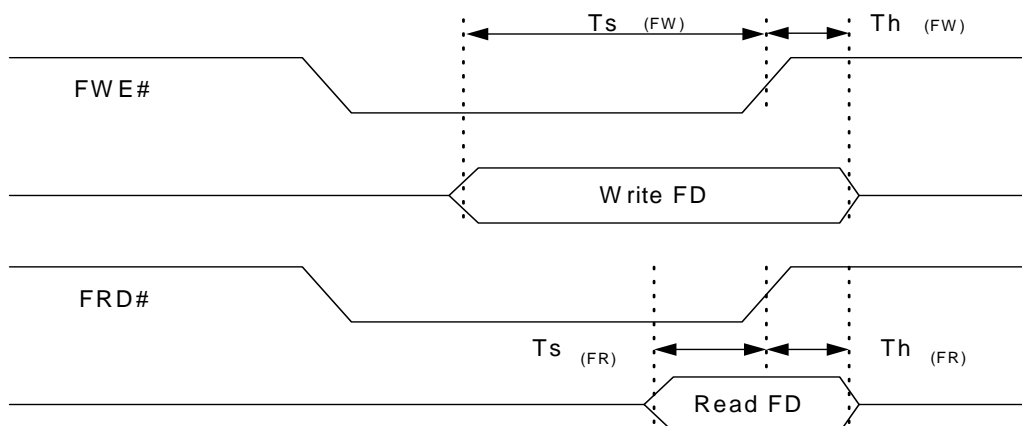 Ts (FW) Th (FW)
FWE#
Write FD
FRD#
Ts (FR) Th (FR)
Read FD